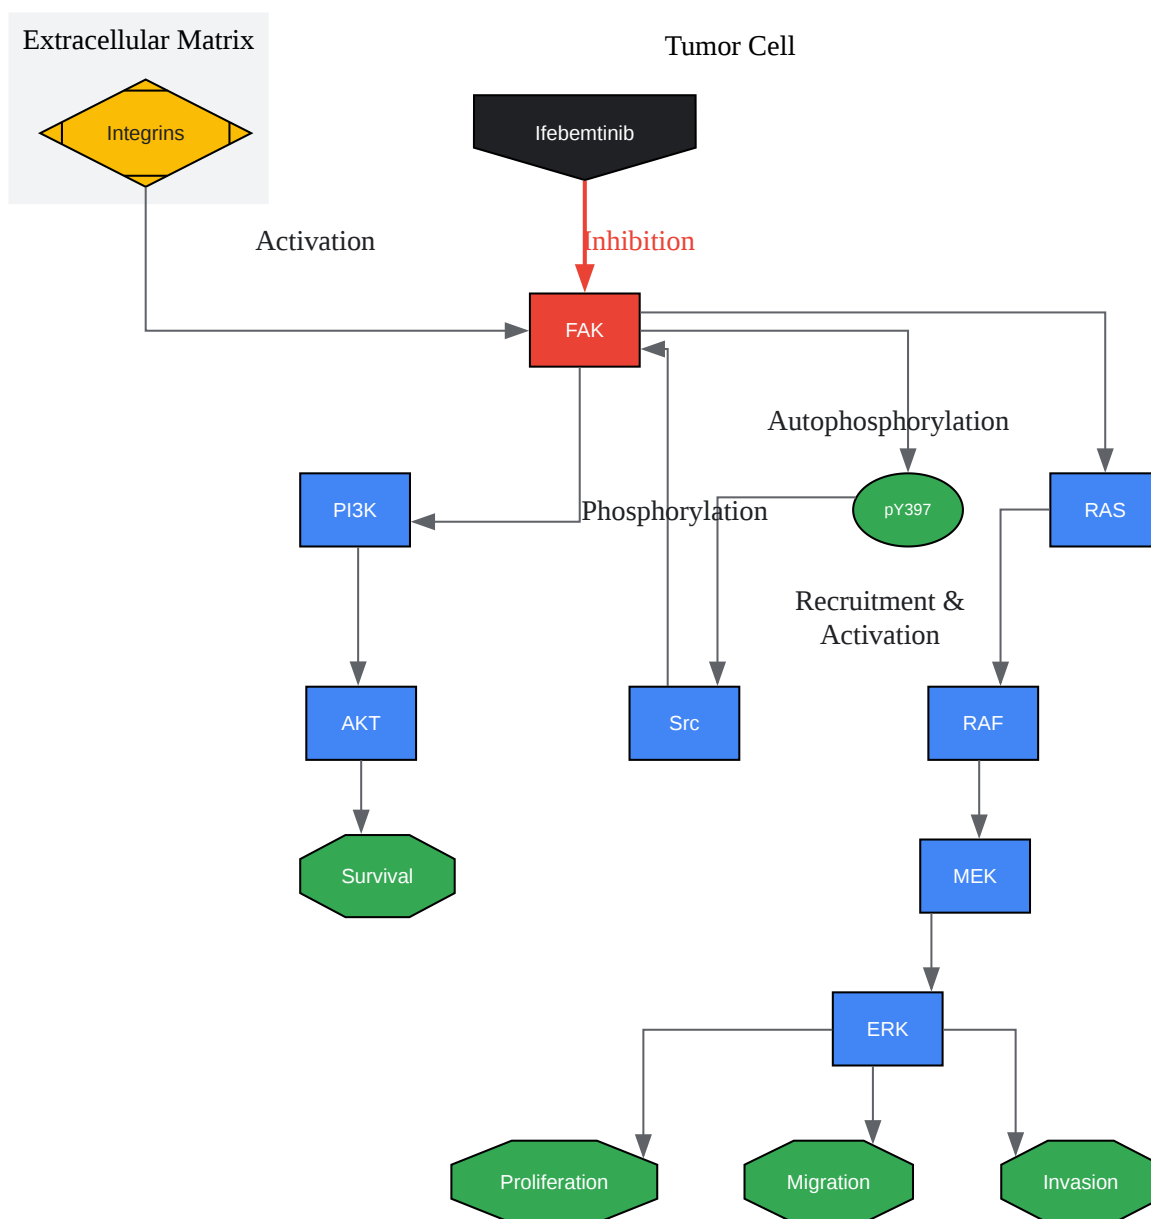 Extracellular Matrix
Tumor Cell
Integrins
Ifebemtinib
Activation
Inhibition
FAK
Autophosphorylation
PI3K
Phosphorylation
pY397
RAS
Recruitment &
Activation
AKT
Src
RAF
Survival
MEK
ERK
Proliferation
Migration
Invasion